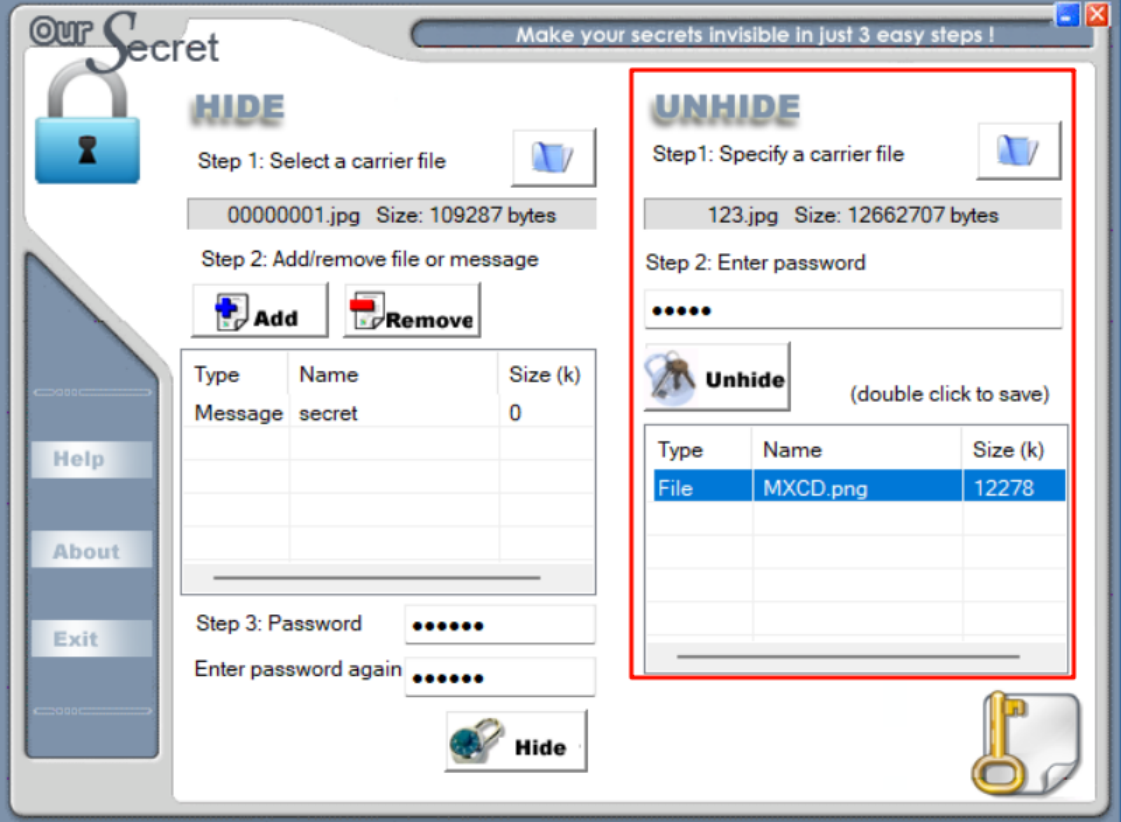 Our Secret
Make your secrets invisible in just 3 easy steps !
HIDE
Step 1: Select a carrier file
00000001.jpg Size: 109287 bytes
Step 2: Add/remove file or message
Add
Remove
Type Name Size (k)
Message secret 0
Step 3: Password
●●●●●●
Enter password again
●●●●●●
Hide
UNHIDE
Step1: Specify a carrier file
123.jpg Size: 12662707 bytes
Step 2: Enter password
●●●●●
Unhide
(double click to save)
Type Name Size (k)
File MXCD.png 12278
Help
About
Exit